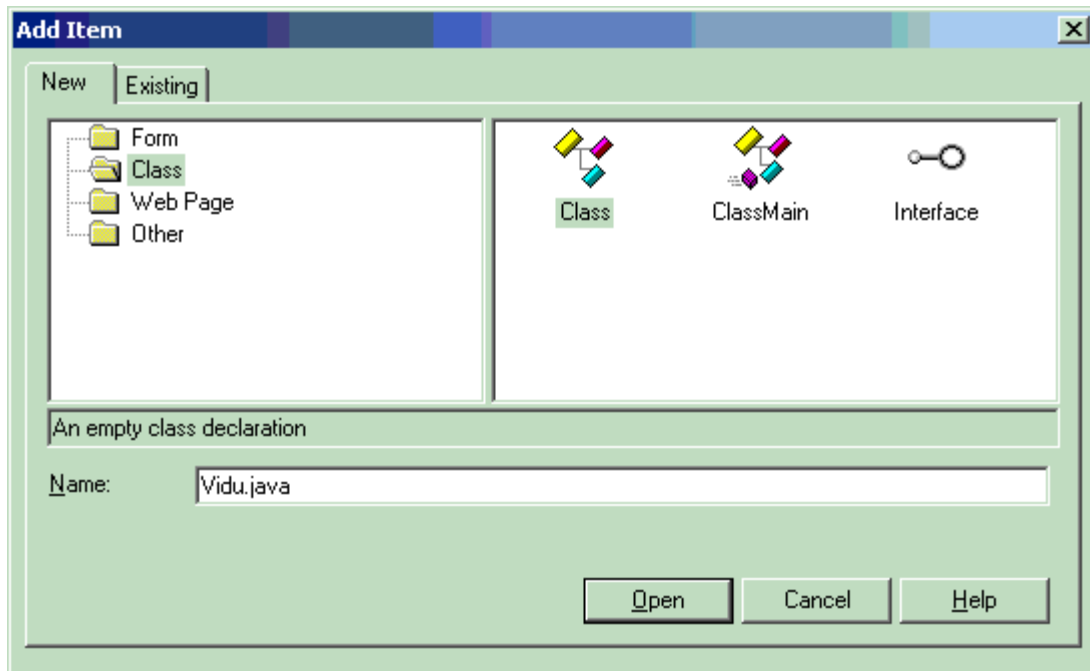 Add Item
New Existing
Form
Class
Web Page
Other
Class ClassMain Interface
An empty class declaration
Name: Vidu.java
Open Cancel Help